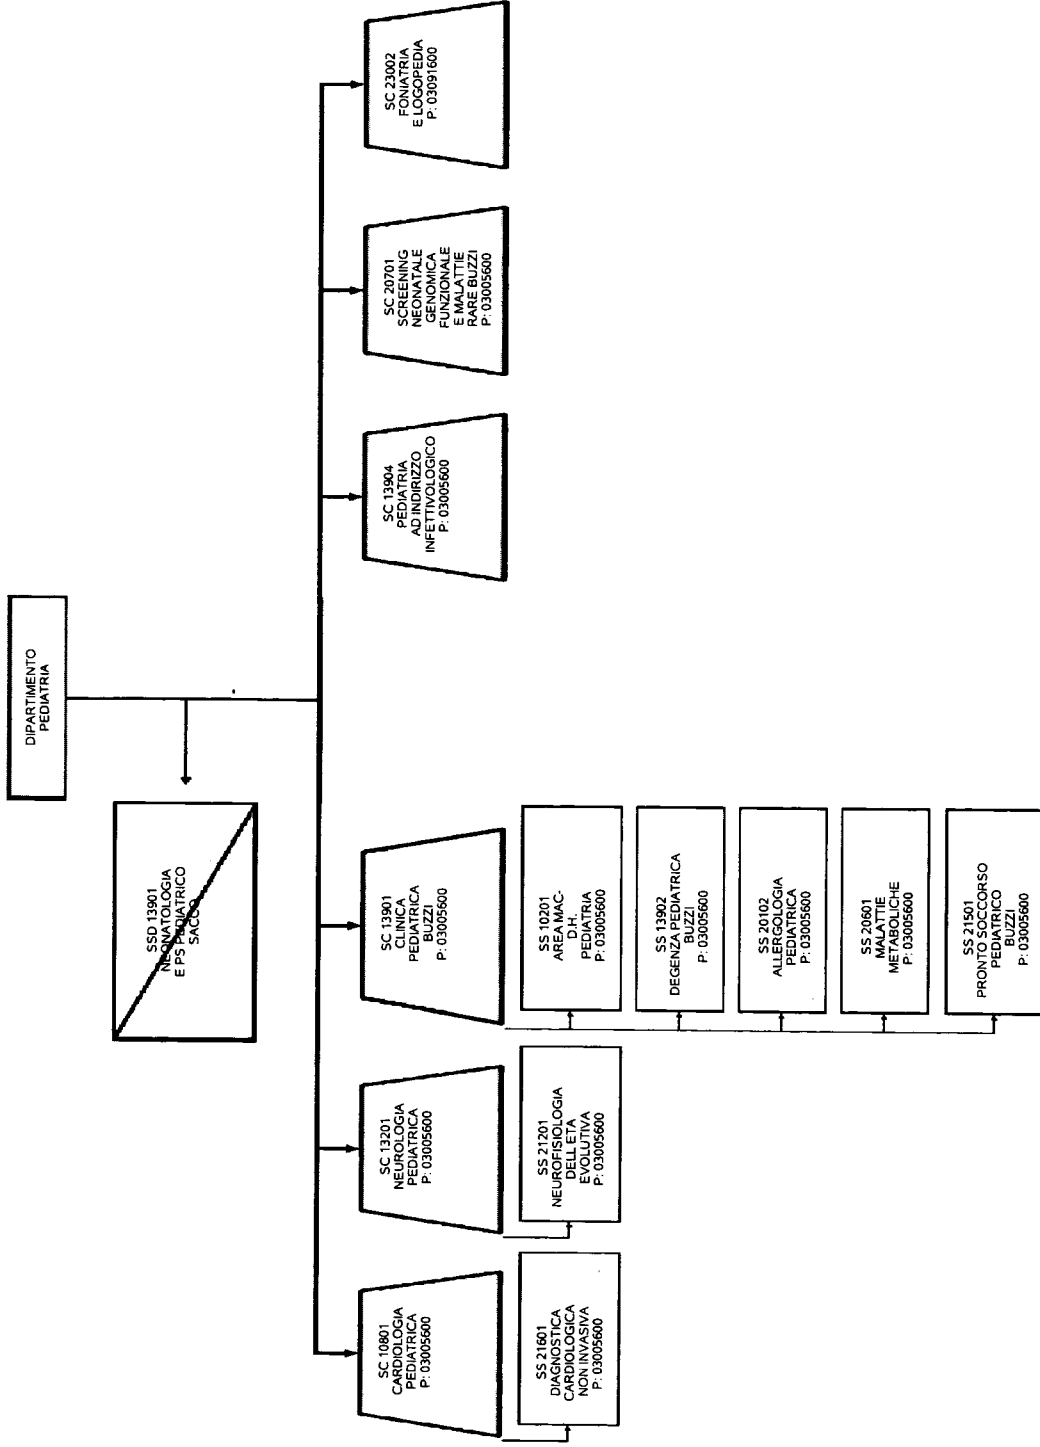 DIPARTIMENTO
PEDIATRIA
SSD 13901
NEONATOLOGIA
E PS PEDIATRICO
SACCO
SC 10801
CARDIOLOGIA
PEDIATRICA
P: 03005600
SC 13201
NEUROLOGIA
PEDIATRICA
P: 03005600
SC 13901
CLINICA
PEDIATRICA
BUZZI
P: 03005600
SC 13904
PEDIATRIA
AD INDIRIZZO
INFETTIVOLOGICO
P: 03005600
SC 20701
SCREENING
NEONATALE
GENOMICA
FUNZIONALE
E MALATTIE
RARE BUZZI
P: 03005600
SC 23002
FONIATRIA
E LOGOPEDIA
P: 03091600
SS 21601
DIAGNOSTICA
CARDIOLOGICA
NON INVASIVA
P: 03005600
SS 21201
NEUROFISIOLOGIA
DELL ETA
EVOLUTIVA
P: 03005600
SS 10201
AREA MAC-
D.H.
PEDIATRIA
P: 03005600
SS 13902
DEGENZA PEDIATRICA
BUZZI
P: 03005600
SS 20102
ALLERGOLOGIA
PEDIATRICA
P: 03005600
SS 20601
MALATTIE
METABOLICHE
P: 03005600
SS 21501
PRONTO SOCCORSO
PEDIATRICO
BUZZI
P: 03005600